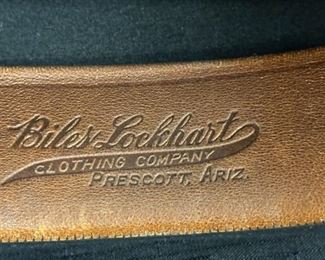 Biles-Lockhart
CLOTHING COMPANY
PRESCOTT, ARIZ.